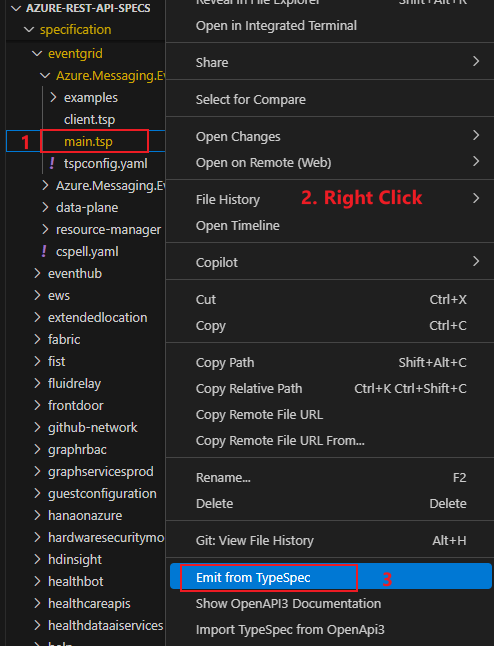 AZURE-REST-API-SPECS
specification
eventgrid
Azure.Messaging.Ev
examples
client.tsp
1
main.tsp
! tspconfig.yaml
Azure.Messaging.Ev
data-plane
resource-manager
! cspell.yaml
eventhub
ews
extendedlocation
fabric
fist
fluidrelay
frontdoor
github-network
graphrbac
graphservicesprod
guestconfiguration
hanaonazure
hardwaresecuritymo
hdinsight
healthbot
healthcareapis
healthdataaiservices
help
Reveal in File Explorer Shift+Alt+R
Open in Integrated Terminal
Share
Select for Compare
Open Changes
Open on Remote (Web)
File History
2. Right Click
Open Timeline
Copilot
Cut Ctrl+X
Copy Ctrl+C
Copy Path Shift+Alt+C
Copy Relative Path Ctrl+K Ctrl+Shift+C
Copy Remote File URL
Copy Remote File URL From...
Rename... F2
Delete Delete
Git: View File History Alt+H
Emit from TypeSpec 3
Show OpenAPI3 Documentation
Import TypeSpec from OpenApi3